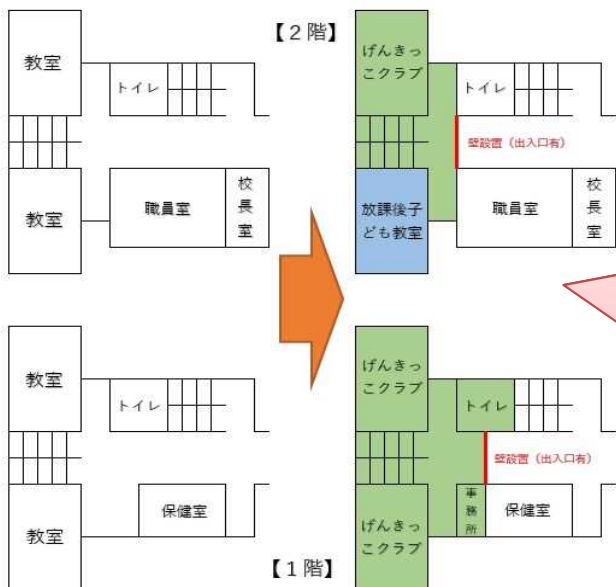 【2階】
教室
トイレ
教室
職員室
校
長
室
げんきっ
こクラブ
トイレ
壁設置（出入口有）
放課後子
ども教室
職員室
校
長
室
教室
トイレ
教室
保健室
げんきっ
こクラブ
トイレ
壁設置（出入口有）
げんきっ
こクラブ
事
務
所
保健室
【1階】